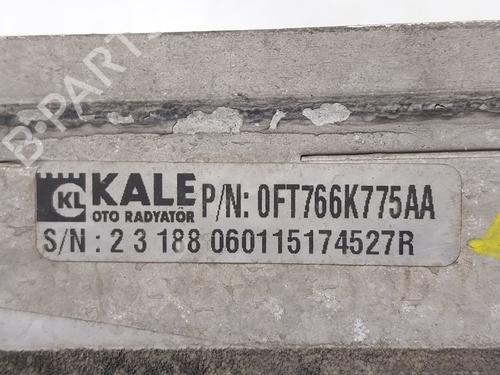 B-PARTS
KL KALE P/N: 0FT766K775AA
OTO RADYATÖR
S/N : 2 3 188 060115174527R